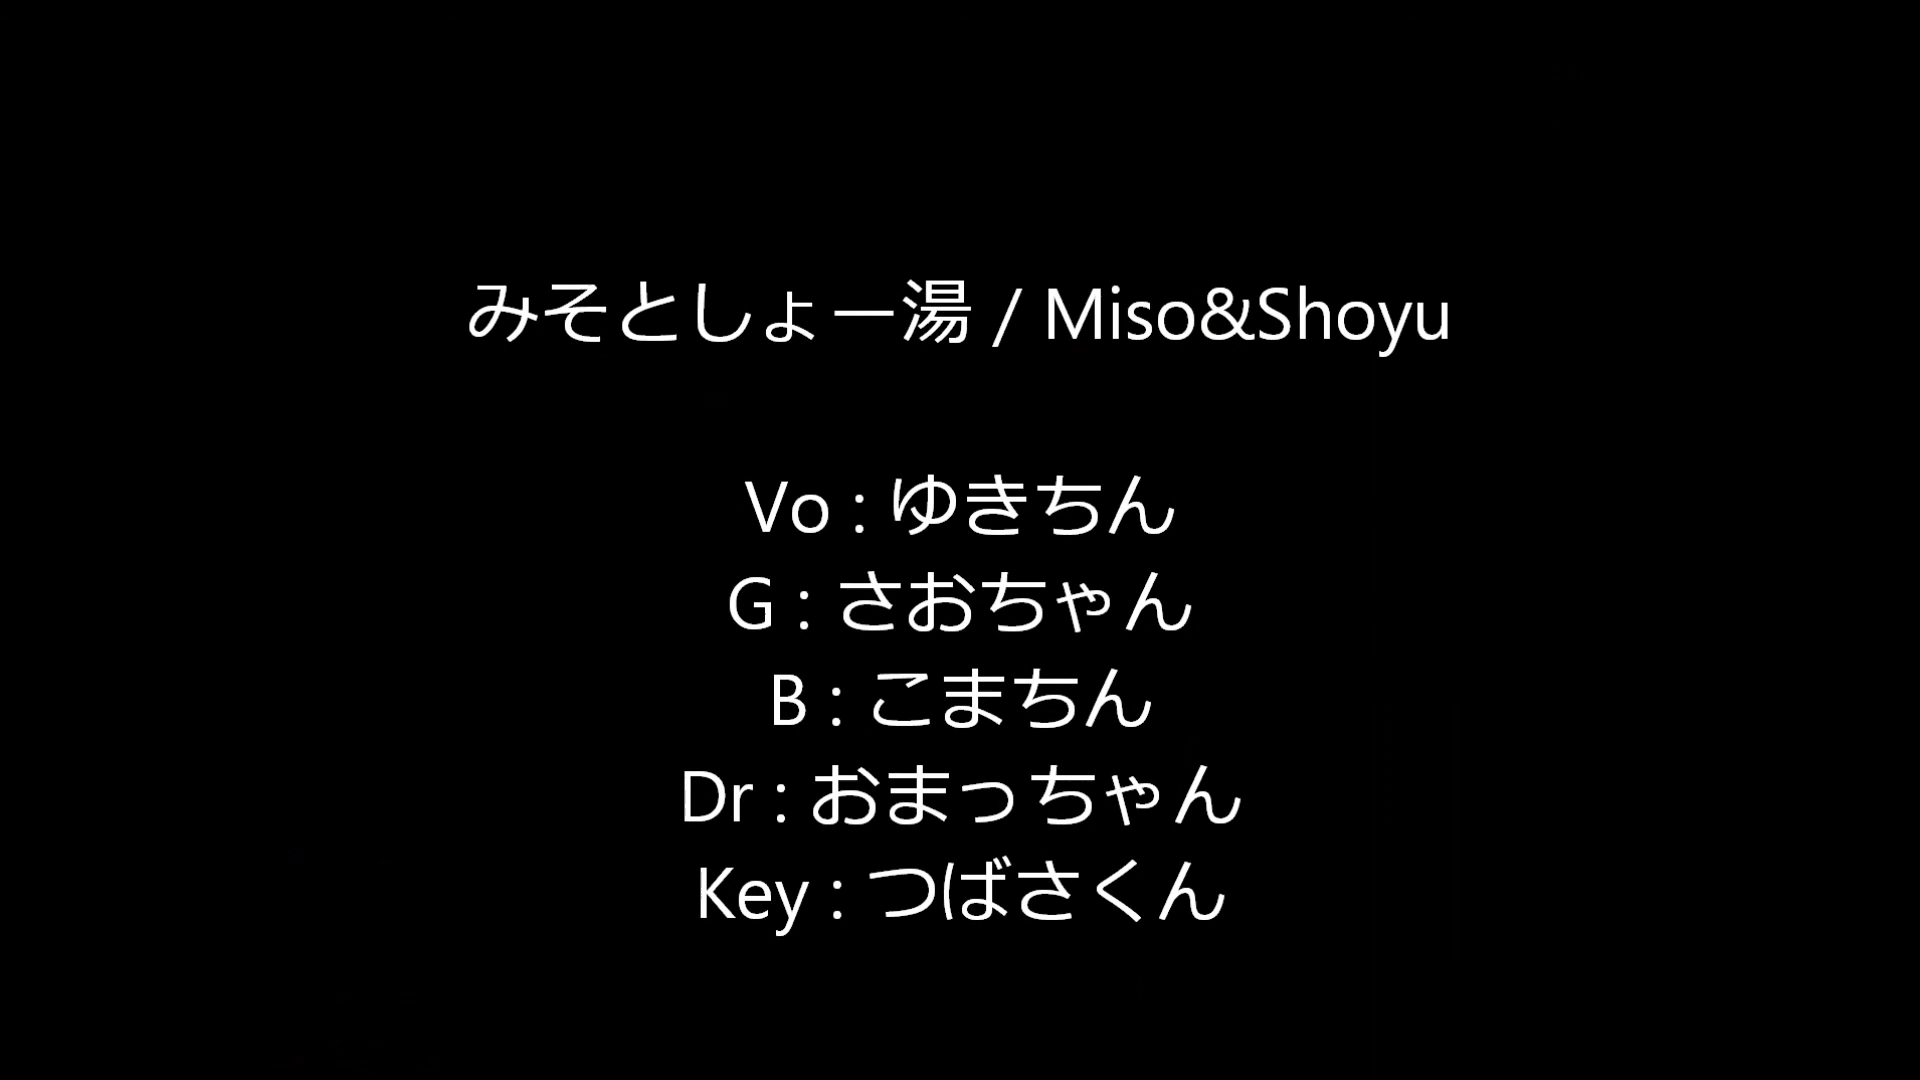 みそとしょー湯 / Miso&Shoyu
Vo : ゆきちん
G : さおちゃん
B : こまちん
Dr : おまっちゃん
Key : つばさくん